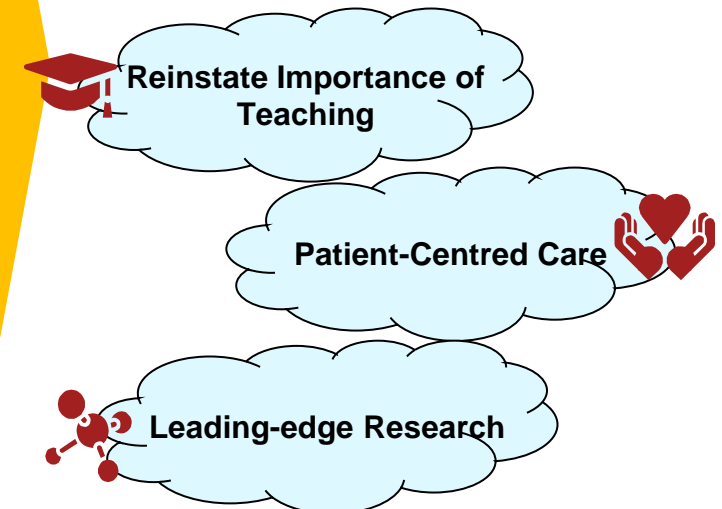 Reinstate Importance of
Teaching
Patient-Centred Care
Leading-edge Research